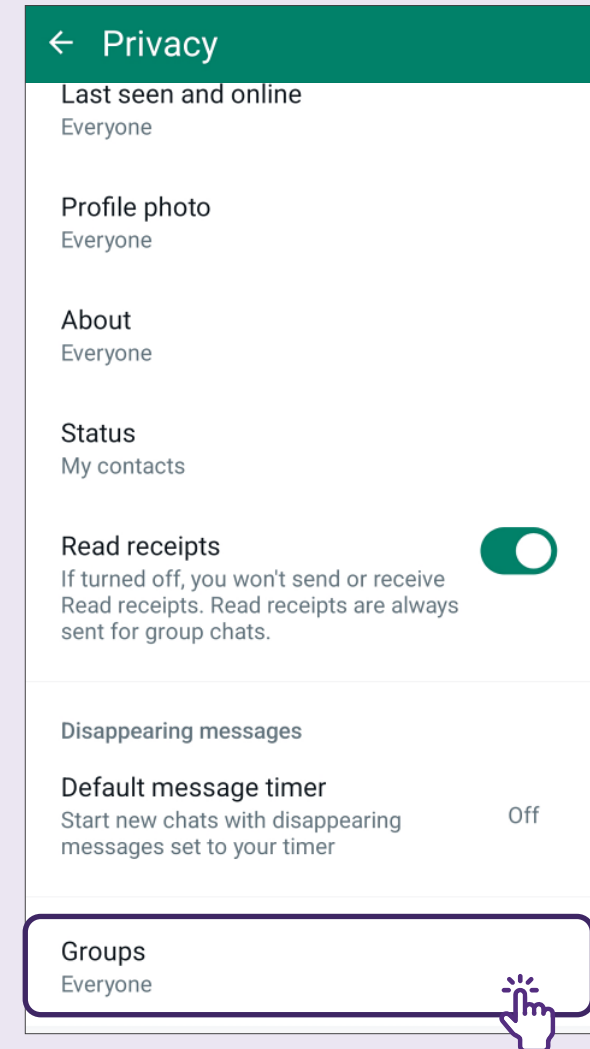 Privacy
Last seen and online
Everyone
Profile photo
Everyone
About
Everyone
Status
My contacts
Read receipts
If turned off, you won't send or receive
Read receipts. Read receipts are always
sent for group chats.
Disappearing messages
Default message timer
Start new chats with disappearing
messages set to your timer
Off
Groups
Everyone